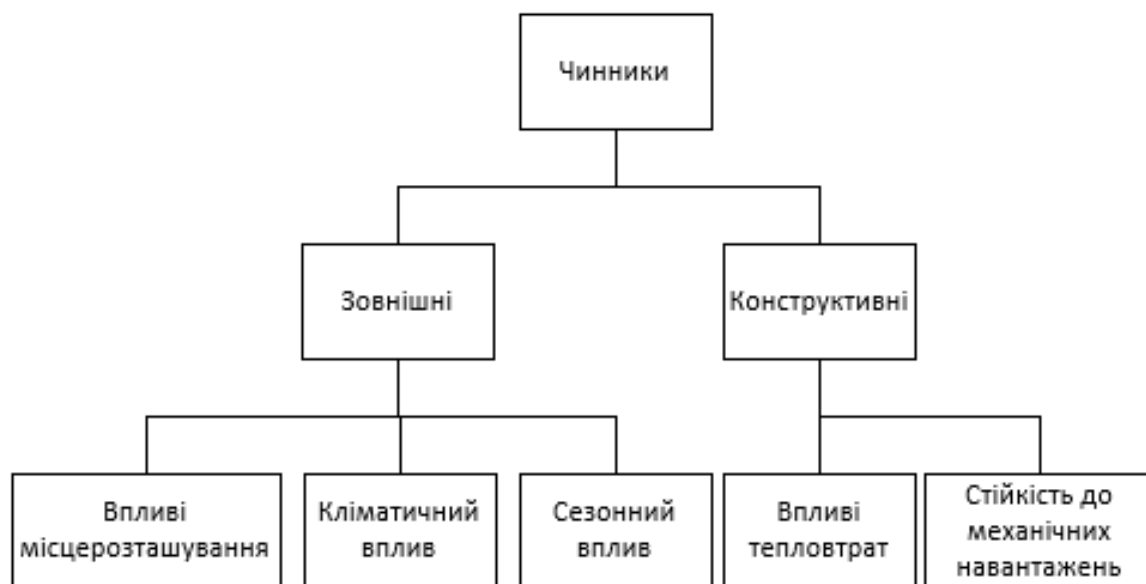 Чинники
Зовнішні
Конструктивні
Впливі
місцерозташування
Кліматичний
вплив
Сезонний
вплив
Впливі
тепловтрат
Стійкість до
механічних
навантажень